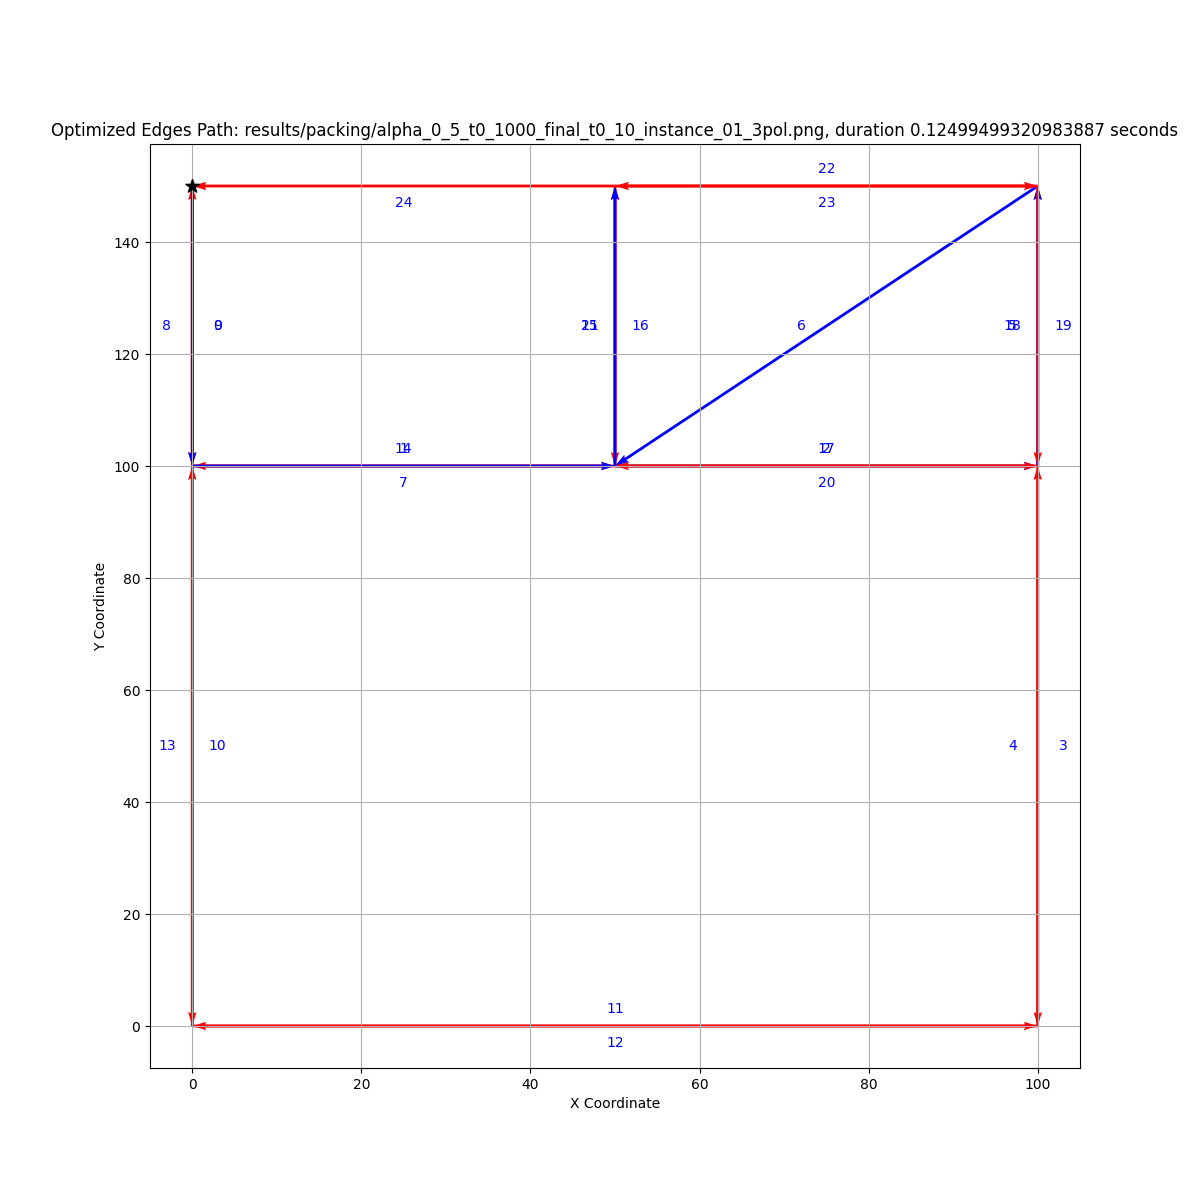 Optimized Edges Path: results/packing/alpha_0_5_t0_1000_final_t0_10_instance_01_3pol.png, duration 0.12499499320983887 seconds
22
24 23
8 16 6 19
7 20
13 10 4 3
11
12
140
120
100
80
60
40
20
0
Y Coordinate
0 20 40 60 80 100
X Coordinate